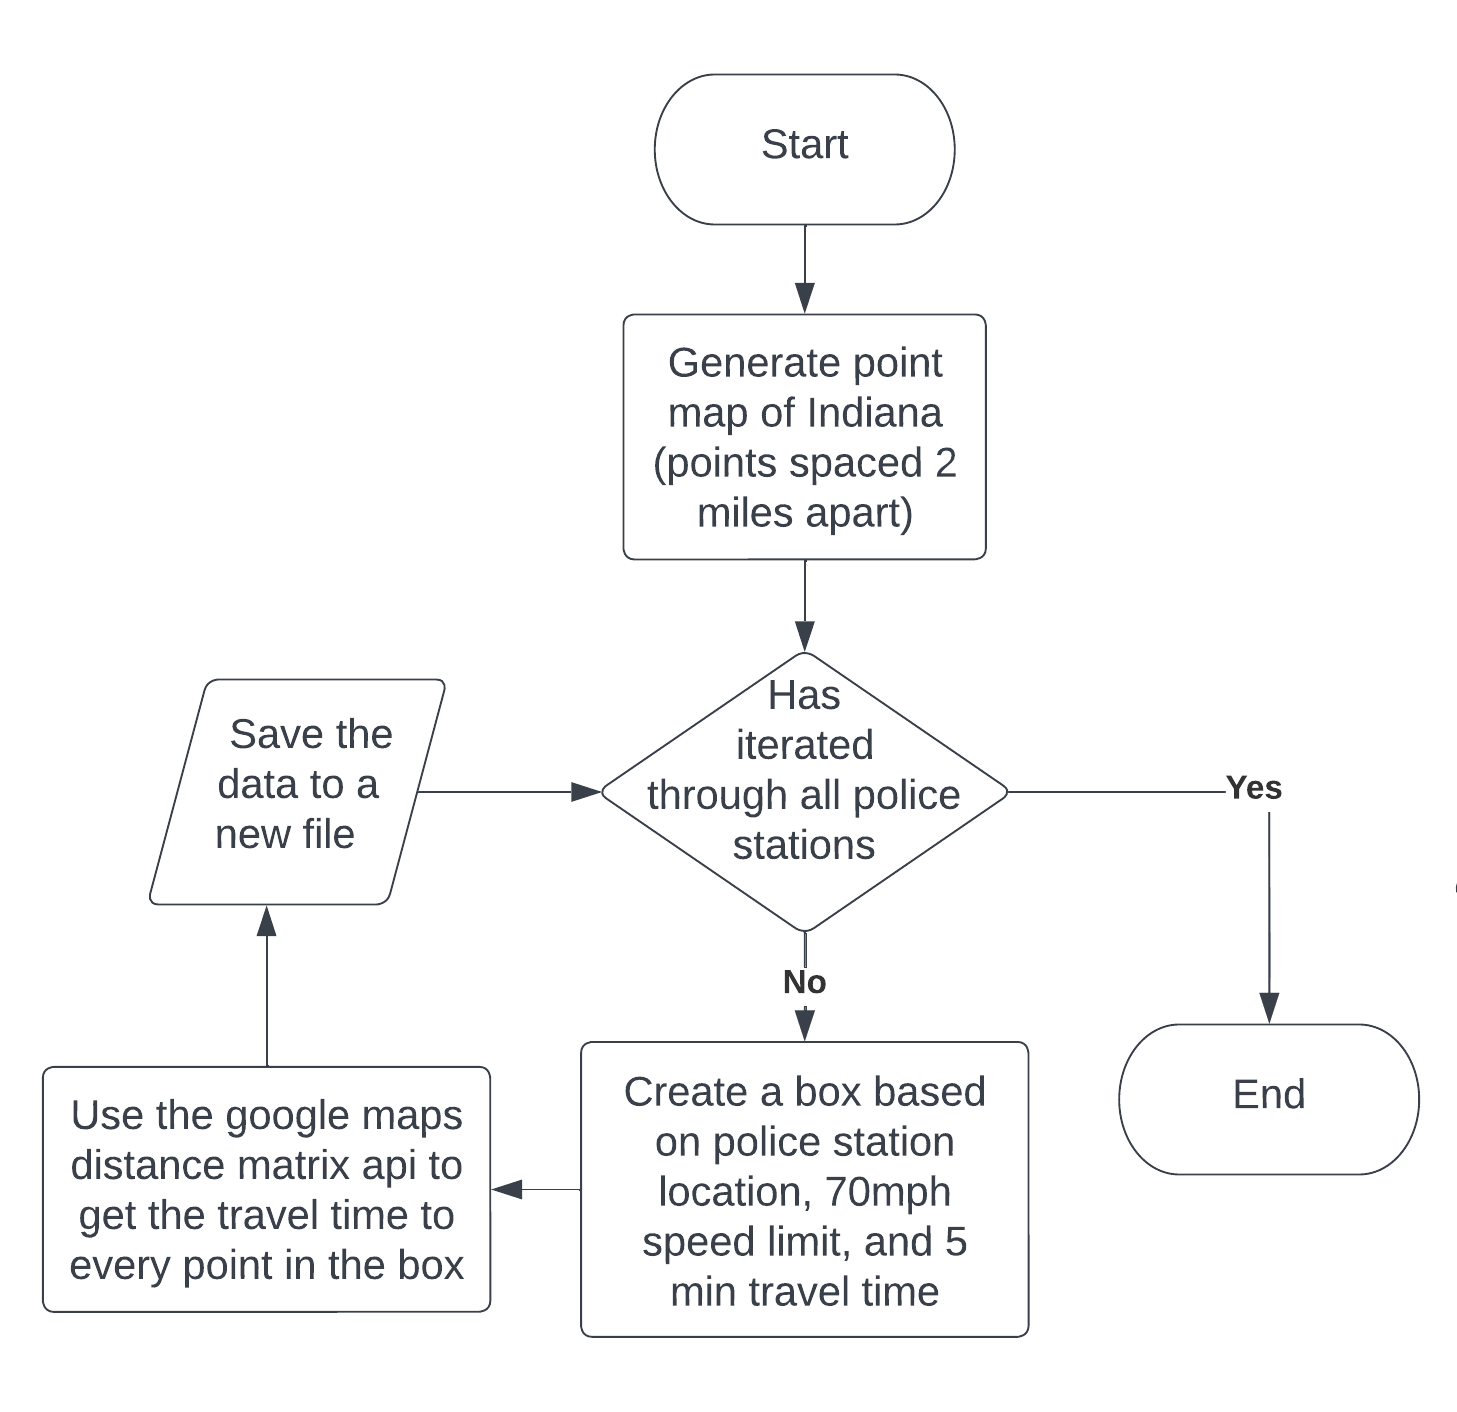 Start
Generate point
map of Indiana
(points spaced 2
miles apart)
Has
iterated
through all police
stations
Yes
No
Save the
data to a
new file
End
Create a box based
on police station
location, 70mph
speed limit, and 5
min travel time
Use the google maps
distance matrix api to
get the travel time to
every point in the box